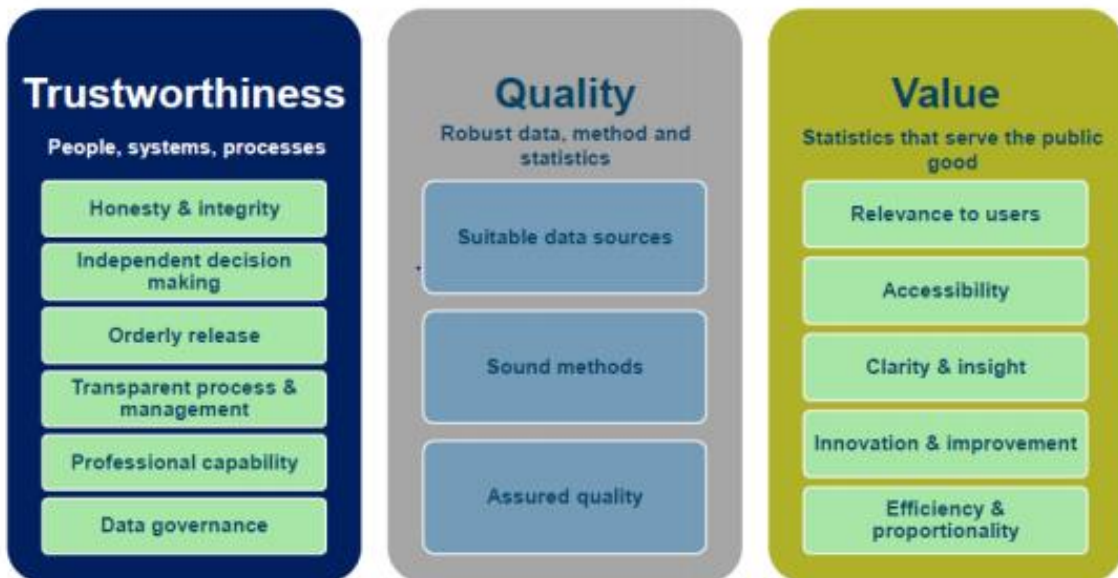 Trustworthiness
People, systems, processes
Honesty & integrity
Independent decision
making
Orderly release
Transparent process &
management
Professional capability
Data governance
Quality
Robust data, method and
statistics
Suitable data sources
Sound methods
Assured quality
Value
Statistics that serve the public
good
Relevance to users
Accessibility
Clarity & insight
Innovation & improvement
Efficiency &
proportionality